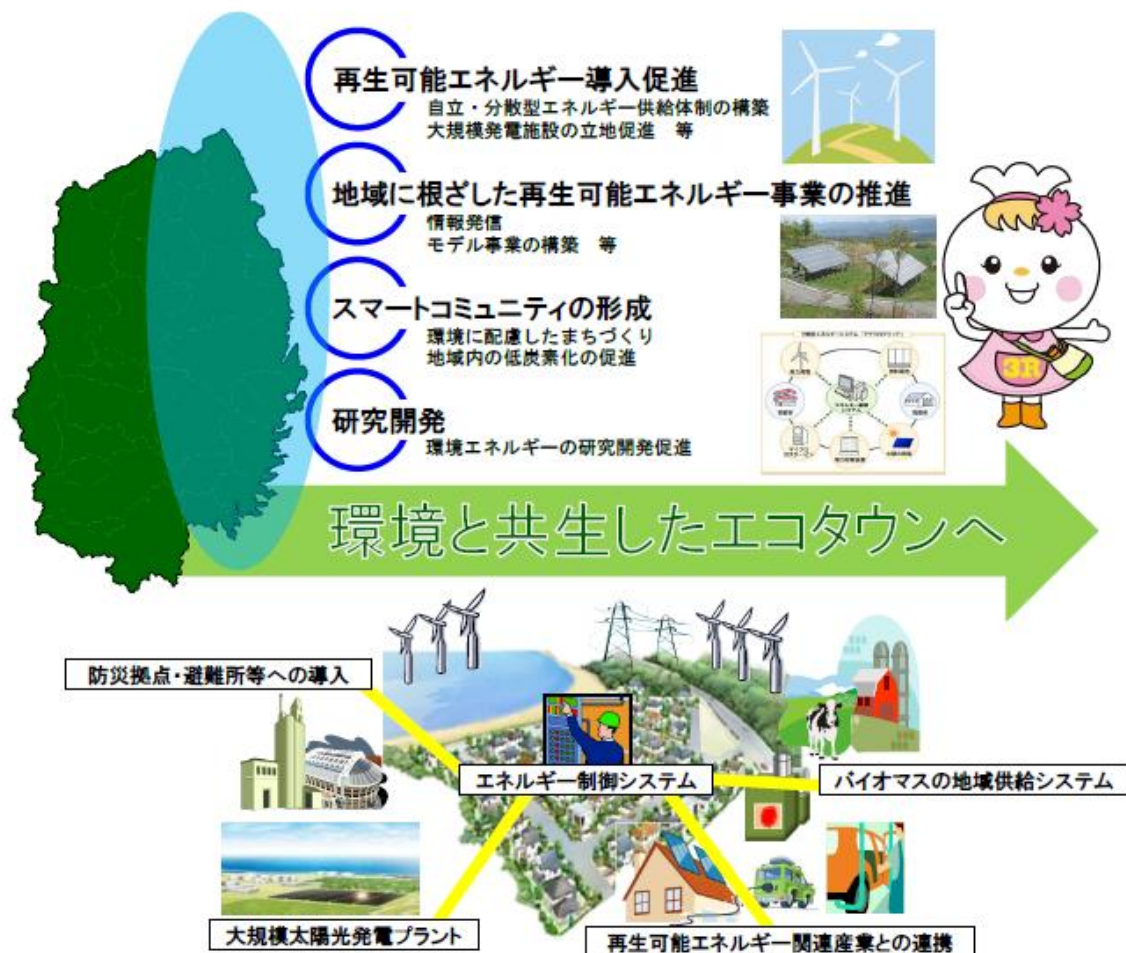 再生可能エネルギー導入促進
自立・分散型エネルギー供給体制の構築
大規模発電施設の立地促進　等
地域に根ざした再生可能エネルギー事業の推進
情報発信
モデル事業の構築　等
スマートコミュニティの形成
環境に配慮したまちづくり
地域内の低炭素化の促進
研究開発
環境エネルギーの研究開発促進
3R
環境と共生したエコタウンへ
防災拠点・避難所等への導入
エネルギー制御システム
バイオマスの地域供給システム
大規模太陽光発電プラント
再生可能エネルギー関連産業との連携